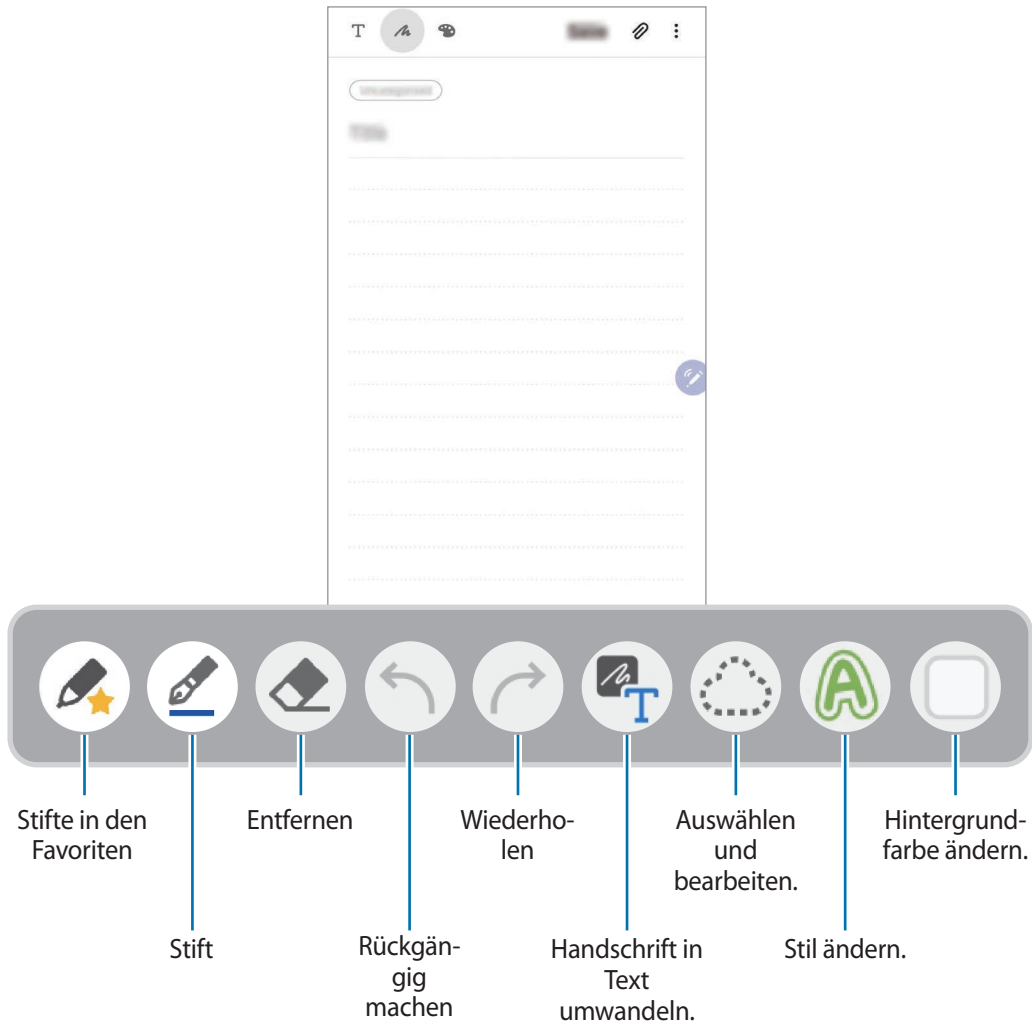 T
Title
T
A
Stifte in den
Favoriten
Entfernen
Wiederho-
len
Auswählen
und
bearbeiten.
Hintergrund-
farbe ändern.
Stift
Rückgän-
gig
machen
Handschrift in
Text
umwandeln.
Stil ändern.